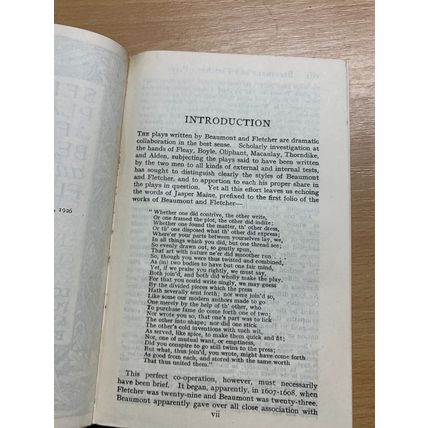 INTRODUCTION
THE plays written by Beaumont and Fletcher are dramatic
collaboration in the best sense. Scholarly investigation at
the hands of Fleay, Boyle, Oliphant, Macaulay, Thorndike,
and Alden, subjecting the plays said to have been written
by the two men to all kinds of external and internal tests,
has sought to distinguish clearly the styles of Beaumont
and Fletcher, and to apportion to each his proper share in
the plays in question. Yet all this effort leaves us echoing
the words of Jasper Maine, prefixed to the first folio of the
works of Beaumont and Fletcher—
" Whether one did contrive, the other write,
Or one framed the plot, the other did indite;
Whether one found the matter, th' other dress,
Or th' one disposed what th' other did express;
Where'er your parts between yourselves lay, we,
In all things which you did, but one thread see;
So evenly drawn out, so gently spun,
That art with nature ne'er did smoother run
So, though you were thus twisted and combined,
As (in) two bodies to have but one fair mind,
Yet, if we praise you rightly, we must say,
Both join'd, and both did wholly make the play.
For that you could write singly, we may guess
By the divided pieces which the press
Hath severally sent forth; nor were join'd so,
Like some our modern authors made to go
One merely by the help of th' other, who
To purchase fame do come forth one of two;
Nor wrote you so, that one's part was to lick
The other into shape; nor did one stick
The other's cold inventions with such wit,
As served, like spice, to make them quick and fit;
Nor, one of mutual want, or emptiness,
Did you conspire to go still twins to the press;
But what, thus join'd, you wrote, might have come forth
As good from each, and stored with the same worth
That thus united them."
This perfect co-operation, however, must necessarily
have been brief. It began, apparently, in 1607-1608, when
Fletcher was twenty-nine and Beaumont was twenty-three.
Beaumont apparently gave over all close association with
vii
, 1926